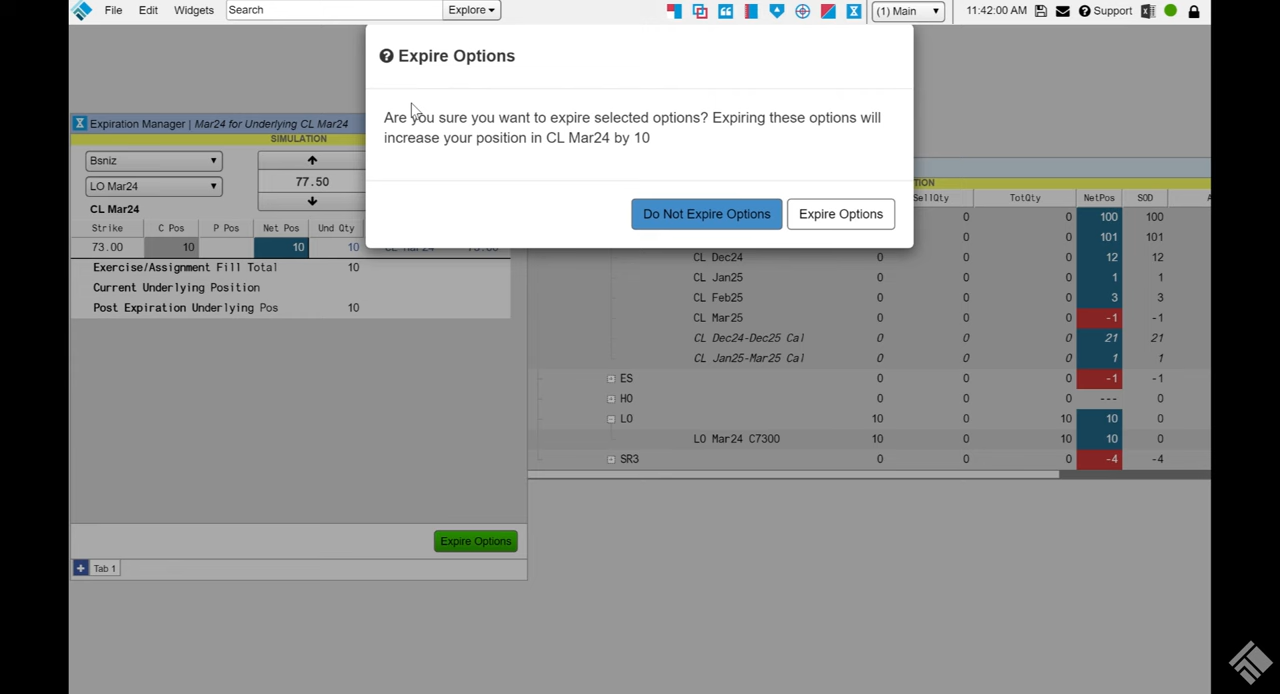 File Edit Widgets Search Explore (1) Main 11:42:00 AM Support
Expire Options
Are you sure you want to expire selected options? Expiring these options will
increase your position in CL Mar24 by 10
Do Not Expire Options Expire Options
Expiration Manager | Mar24 for Underlying CL Mar24
SIMULATION
Bsniz
LO Mar24
77.50
CL Mar24
Strike C Pos P Pos Net Pos Und Qty
73.00 10 10 10 CL Mar24 73.00
Exercise/Assignment Fill Total 10
Current Underlying Position
Post Expiration Underlying Pos 10
Expire Options
Tab 1
TION
SellQty TotQty NetPos SOD
0 0 100 100
0 0 101 101
CL Dec24 0 0 0 12 12
CL Jan25 0 0 0 1 1
CL Feb25 0 0 0 3 3
CL Mar25 0 0 0 -1 -1
CL Dec24-Dec25 Cal 0 0 0 21 21
CL Jan25-Mar25 Cal 0 0 0 1 1
ES 0 0 0 -1 -1
HO 0 0 0 --- 0
LO 10 0 10 10 0
LO Mar24 C7300 10 0 10 10 0
SR3 0 0 0 -4 -4